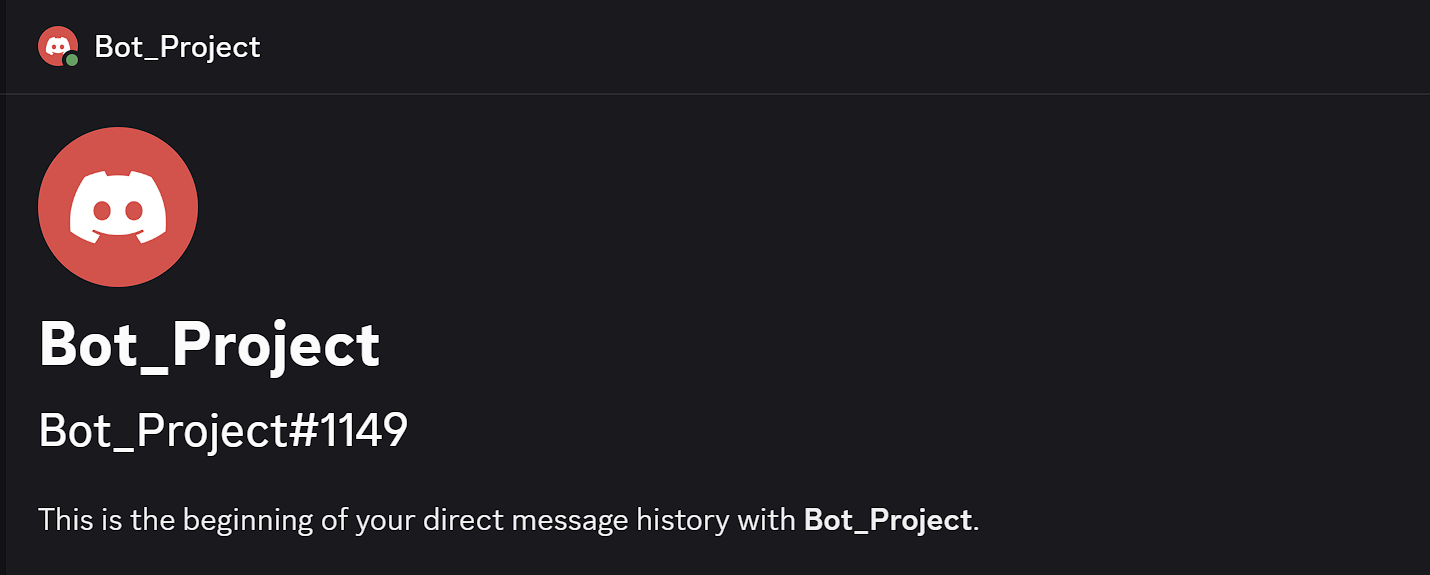 Bot_Project
Bot_Project
Bot_Project#1149
This is the beginning of your direct message history with Bot_Project.